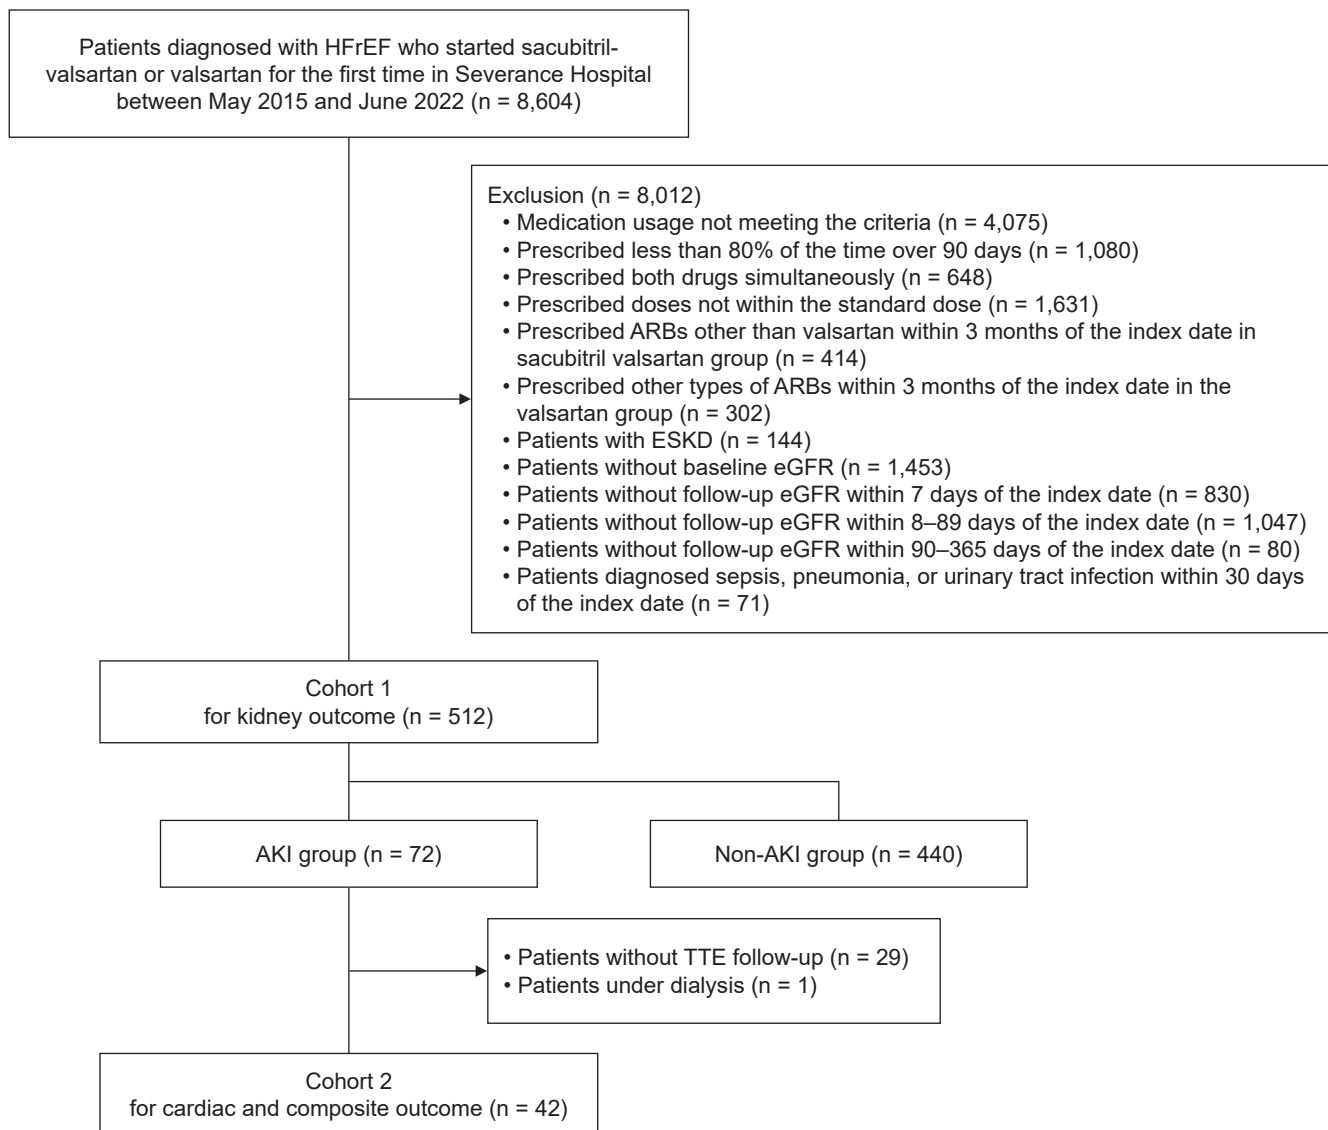 Patients diagnosed with HFrEF who started sacubitril-
valsartan or valsartan for the first time in Severance Hospital
between May 2015 and June 2022 (n = 8,604)
Exclusion (n = 8,012)
• Medication usage not meeting the criteria (n = 4,075)
• Prescribed less than 80% of the time over 90 days (n = 1,080)
• Prescribed both drugs simultaneously (n = 648)
• Prescribed doses not within the standard dose (n = 1,631)
• Prescribed ARBs other than valsartan within 3 months of the index date in
sacubitril valsartan group (n = 414)
• Prescribed other types of ARBs within 3 months of the index date in the
valsartan group (n = 302)
• Patients with ESKD (n = 144)
• Patients without baseline eGFR (n = 1,453)
• Patients without follow-up eGFR within 7 days of the index date (n = 830)
• Patients without follow-up eGFR within 8–89 days of the index date (n = 1,047)
• Patients without follow-up eGFR within 90–365 days of the index date (n = 80)
• Patients diagnosed sepsis, pneumonia, or urinary tract infection within 30 days
of the index date (n = 71)
Cohort 1
for kidney outcome (n = 512)
AKI group (n = 72)
Non-AKI group (n = 440)
• Patients without TTE follow-up (n = 29)
• Patients under dialysis (n = 1)
Cohort 2
for cardiac and composite outcome (n = 42)